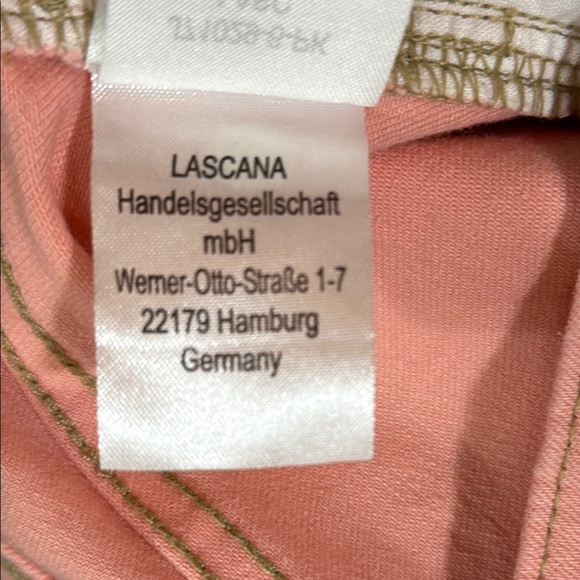 LASCANA
Handelsgesellschaft
mbH
Werner-Otto-Straße 1-7
22179 Hamburg
Germany